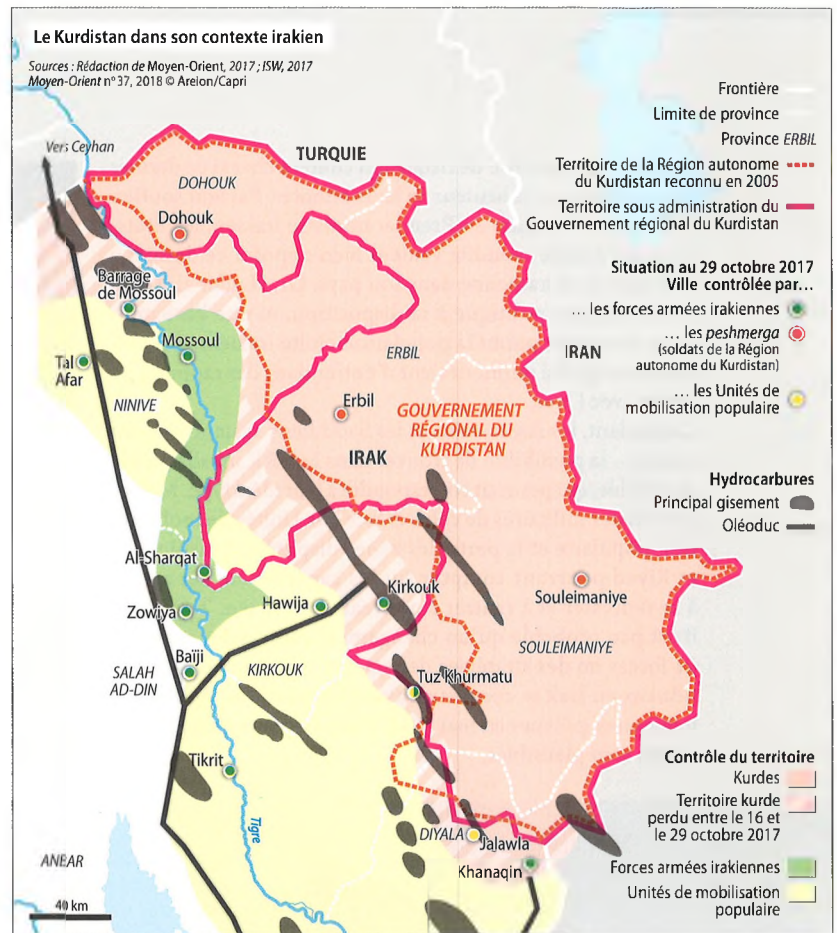 Le Kurdistan dans son contexte irakien
Sources : Rédaction de Moyen-Orient, 2017 ; ISW, 2017
Moyen-Orient n° 37, 2018 © Areion/Capri
Frontière
Limite de province
Province ERBIL
Territoire de la Région autonome
du Kurdistan reconnu en 2005
Territoire sous administration du
Gouvernement régional du Kurdistan
Situation au 29 octobre 2017
Ville contrôlée par...
... les forces armées irakiennes
... les peshmerga
(soldats de la Région
autonome du Kurdistan)
... les Unités de
mobilisation populaire
Hydrocarbures
Principal gisement
Oléoduc
Contrôle du territoire
Kurdes
Territoire kurde
perdu entre le 16 et
le 29 octobre 2017
Forces armées irakiennes
Unités de mobilisation
populaire
Vers Ceyhan
TURQUIE
DOHOUK
Dohouk
Barrage
de Mossoul
Mossoul
Tal
Afar
NINIVE
ERBIL
IRAN
Erbil
GOUVERNEMENT
RÉGIONAL DU
KURDISTAN
IRAK
Al-Sharqat
Zowiya
Hawija
Kirkouk
Souleimaniye
SOULEIMANIYE
Baïji
SALAH
AD-DIN
KIRKOUK
Tuz Khurmatu
Tikrit
Tigre
DIYALA
Jalawla
Khanaqin
ANBAR
40 km